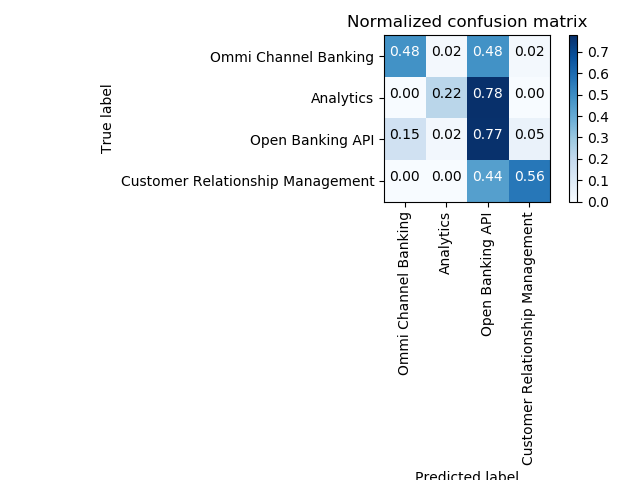 Normalized confusion matrix
True label
Ommi Channel Banking 0.48 0.02 0.48 0.02
Analytics 0.00 0.22 0.78 0.00
Open Banking API 0.15 0.02 0.77 0.05
Customer Relationship Management 0.00 0.00 0.44 0.56
0.7
0.6
0.5
0.4
0.3
0.2
0.1
0.0
Ommi Channel Banking
Analytics
Open Banking API
Customer Relationship Management
Predicted label